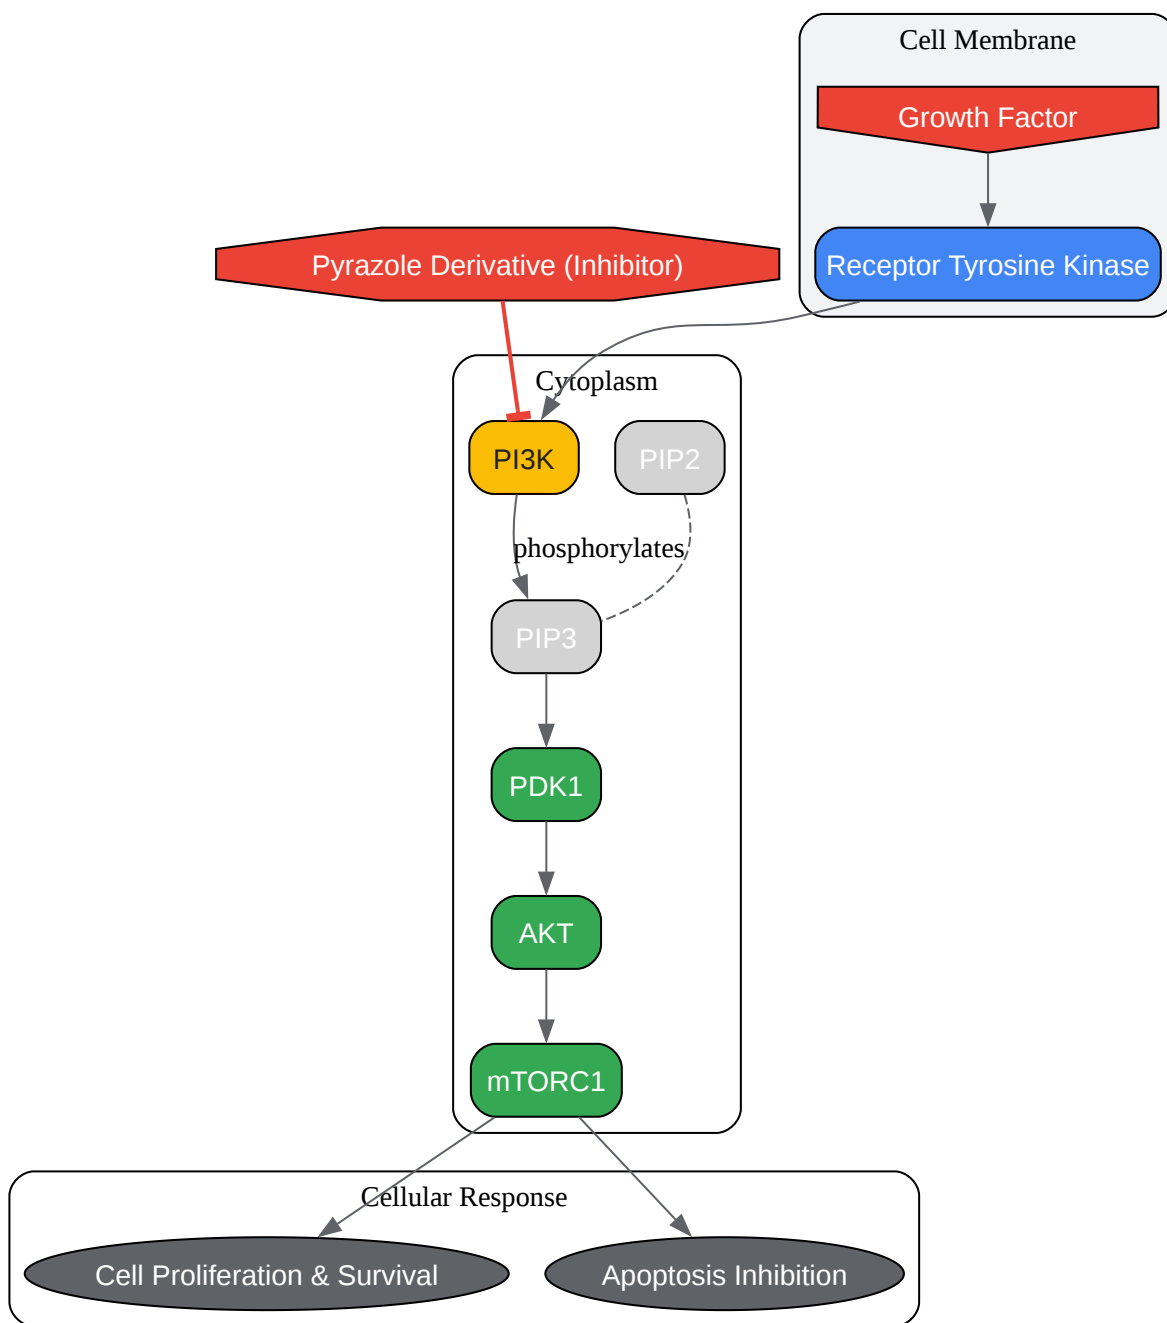 Cell Membrane
Growth Factor
Pyrazole Derivative (Inhibitor)
Receptor Tyrosine Kinase
Cytoplasm
PI3K
PIP2
phosphorylates
PIP3
PDK1
AKT
mTORC1
Cellular Response
Cell Proliferation & Survival
Apoptosis Inhibition